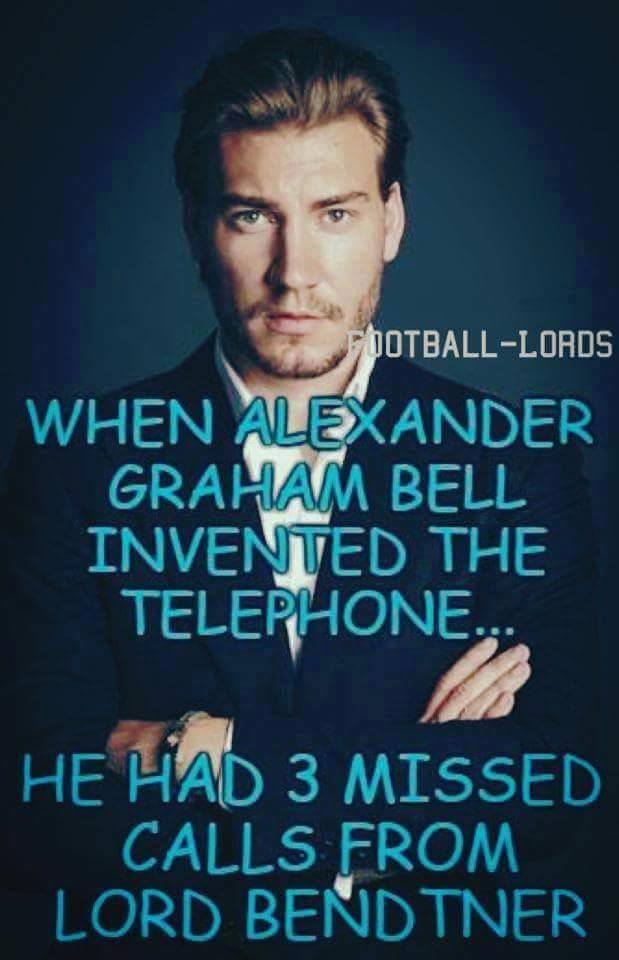 FOOTBALL-LORDS
WHEN ALEXANDER
GRAHAM BELL
INVENTED THE
TELEPHONE...
HE HAD 3 MISSED
CALLS FROM
LORD BENDTNER